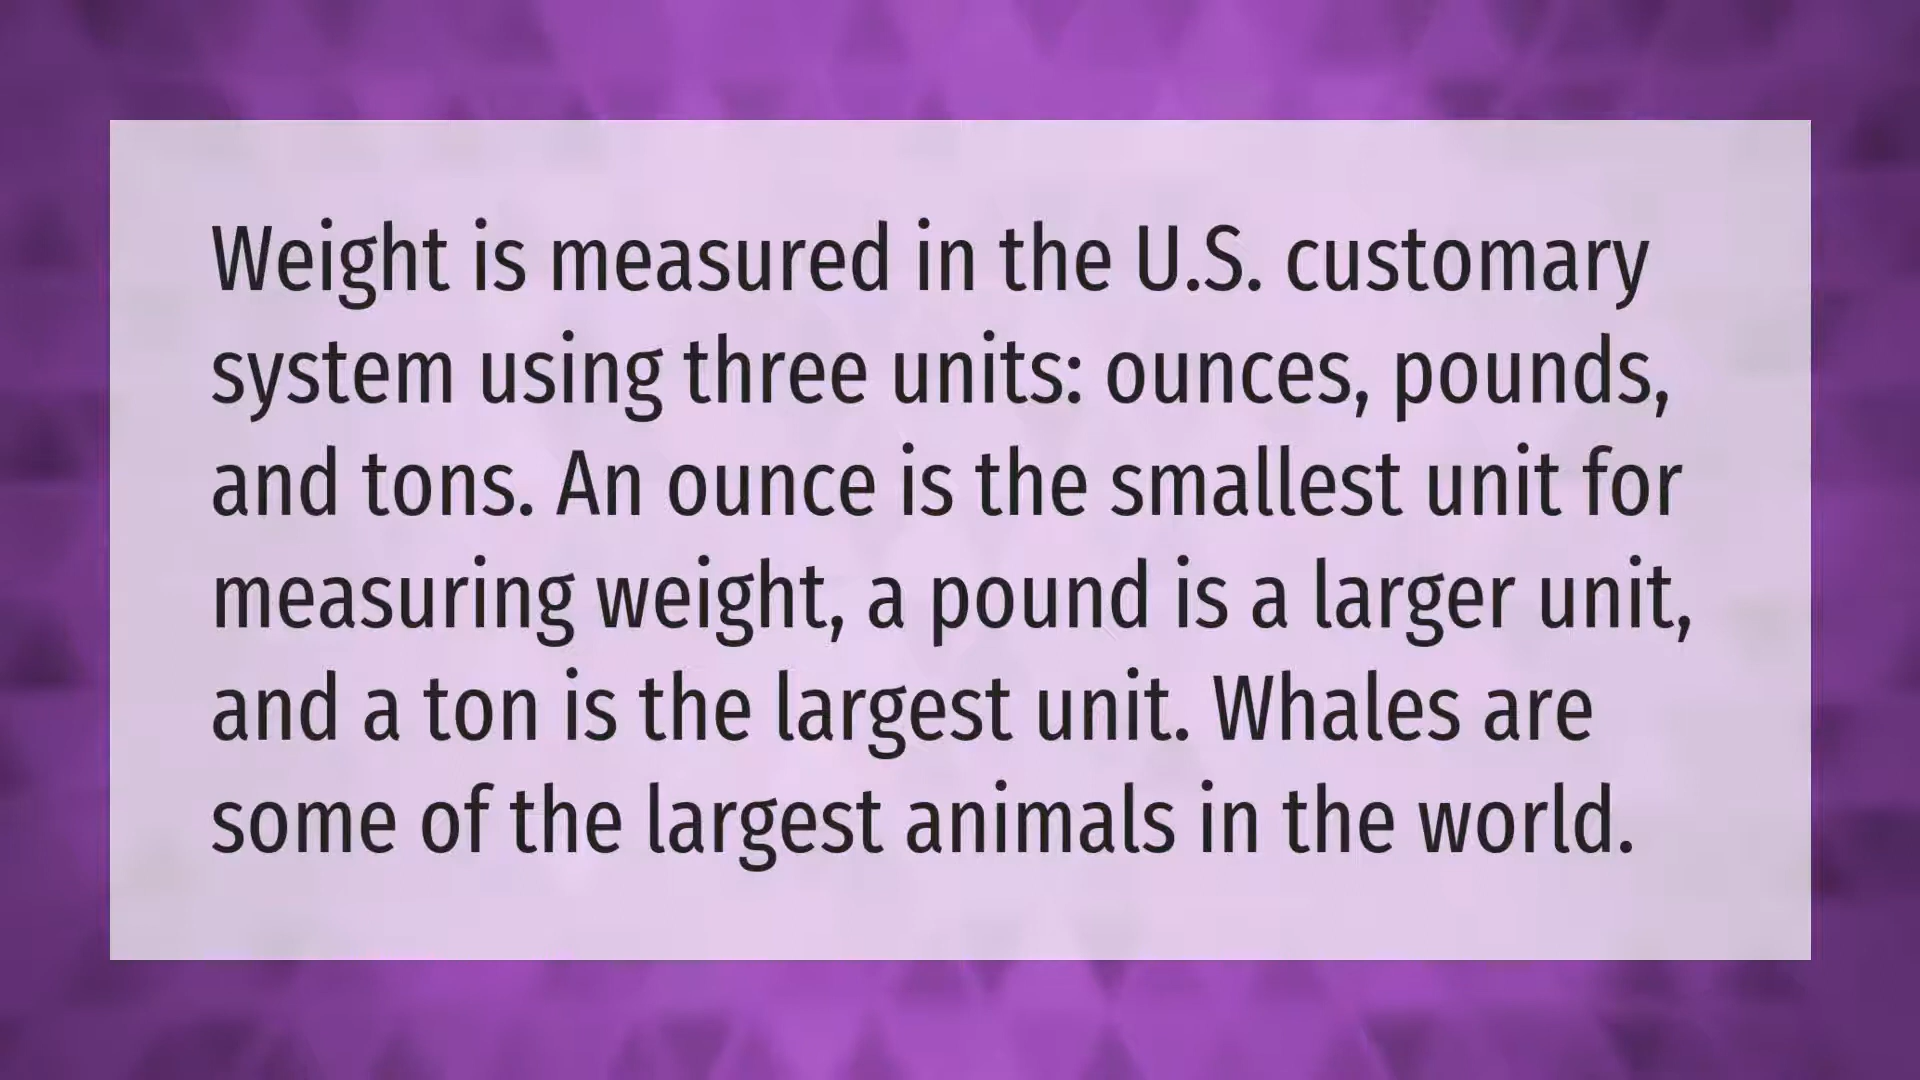 Weight is measured in the U.S. customary
system using three units: ounces, pounds,
and tons. An ounce is the smallest unit for
measuring weight, a pound is a larger unit,
and a ton is the largest unit. Whales are
some of the largest animals in the world.